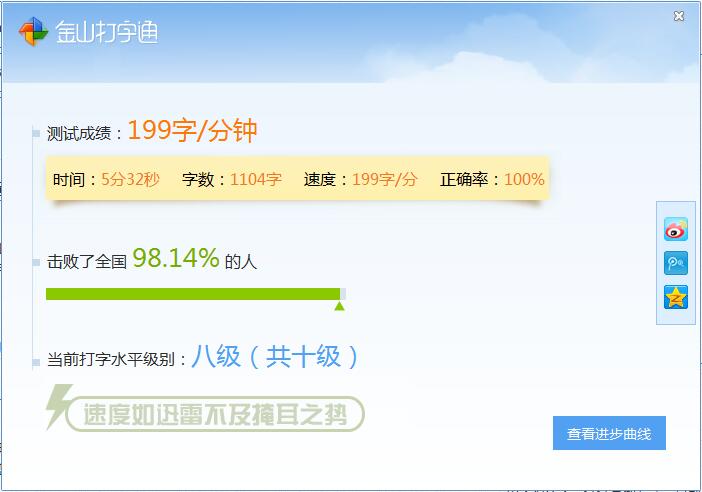 金山打字通
测试成绩：199字/分钟
时间：5分32秒 字数：1104字 速度：199字/分 正确率：100%
击败了全国 98.14% 的人
当前打字水平级别：八级（共十级）
速度如迅雷不及掩耳之势
查看进步曲线